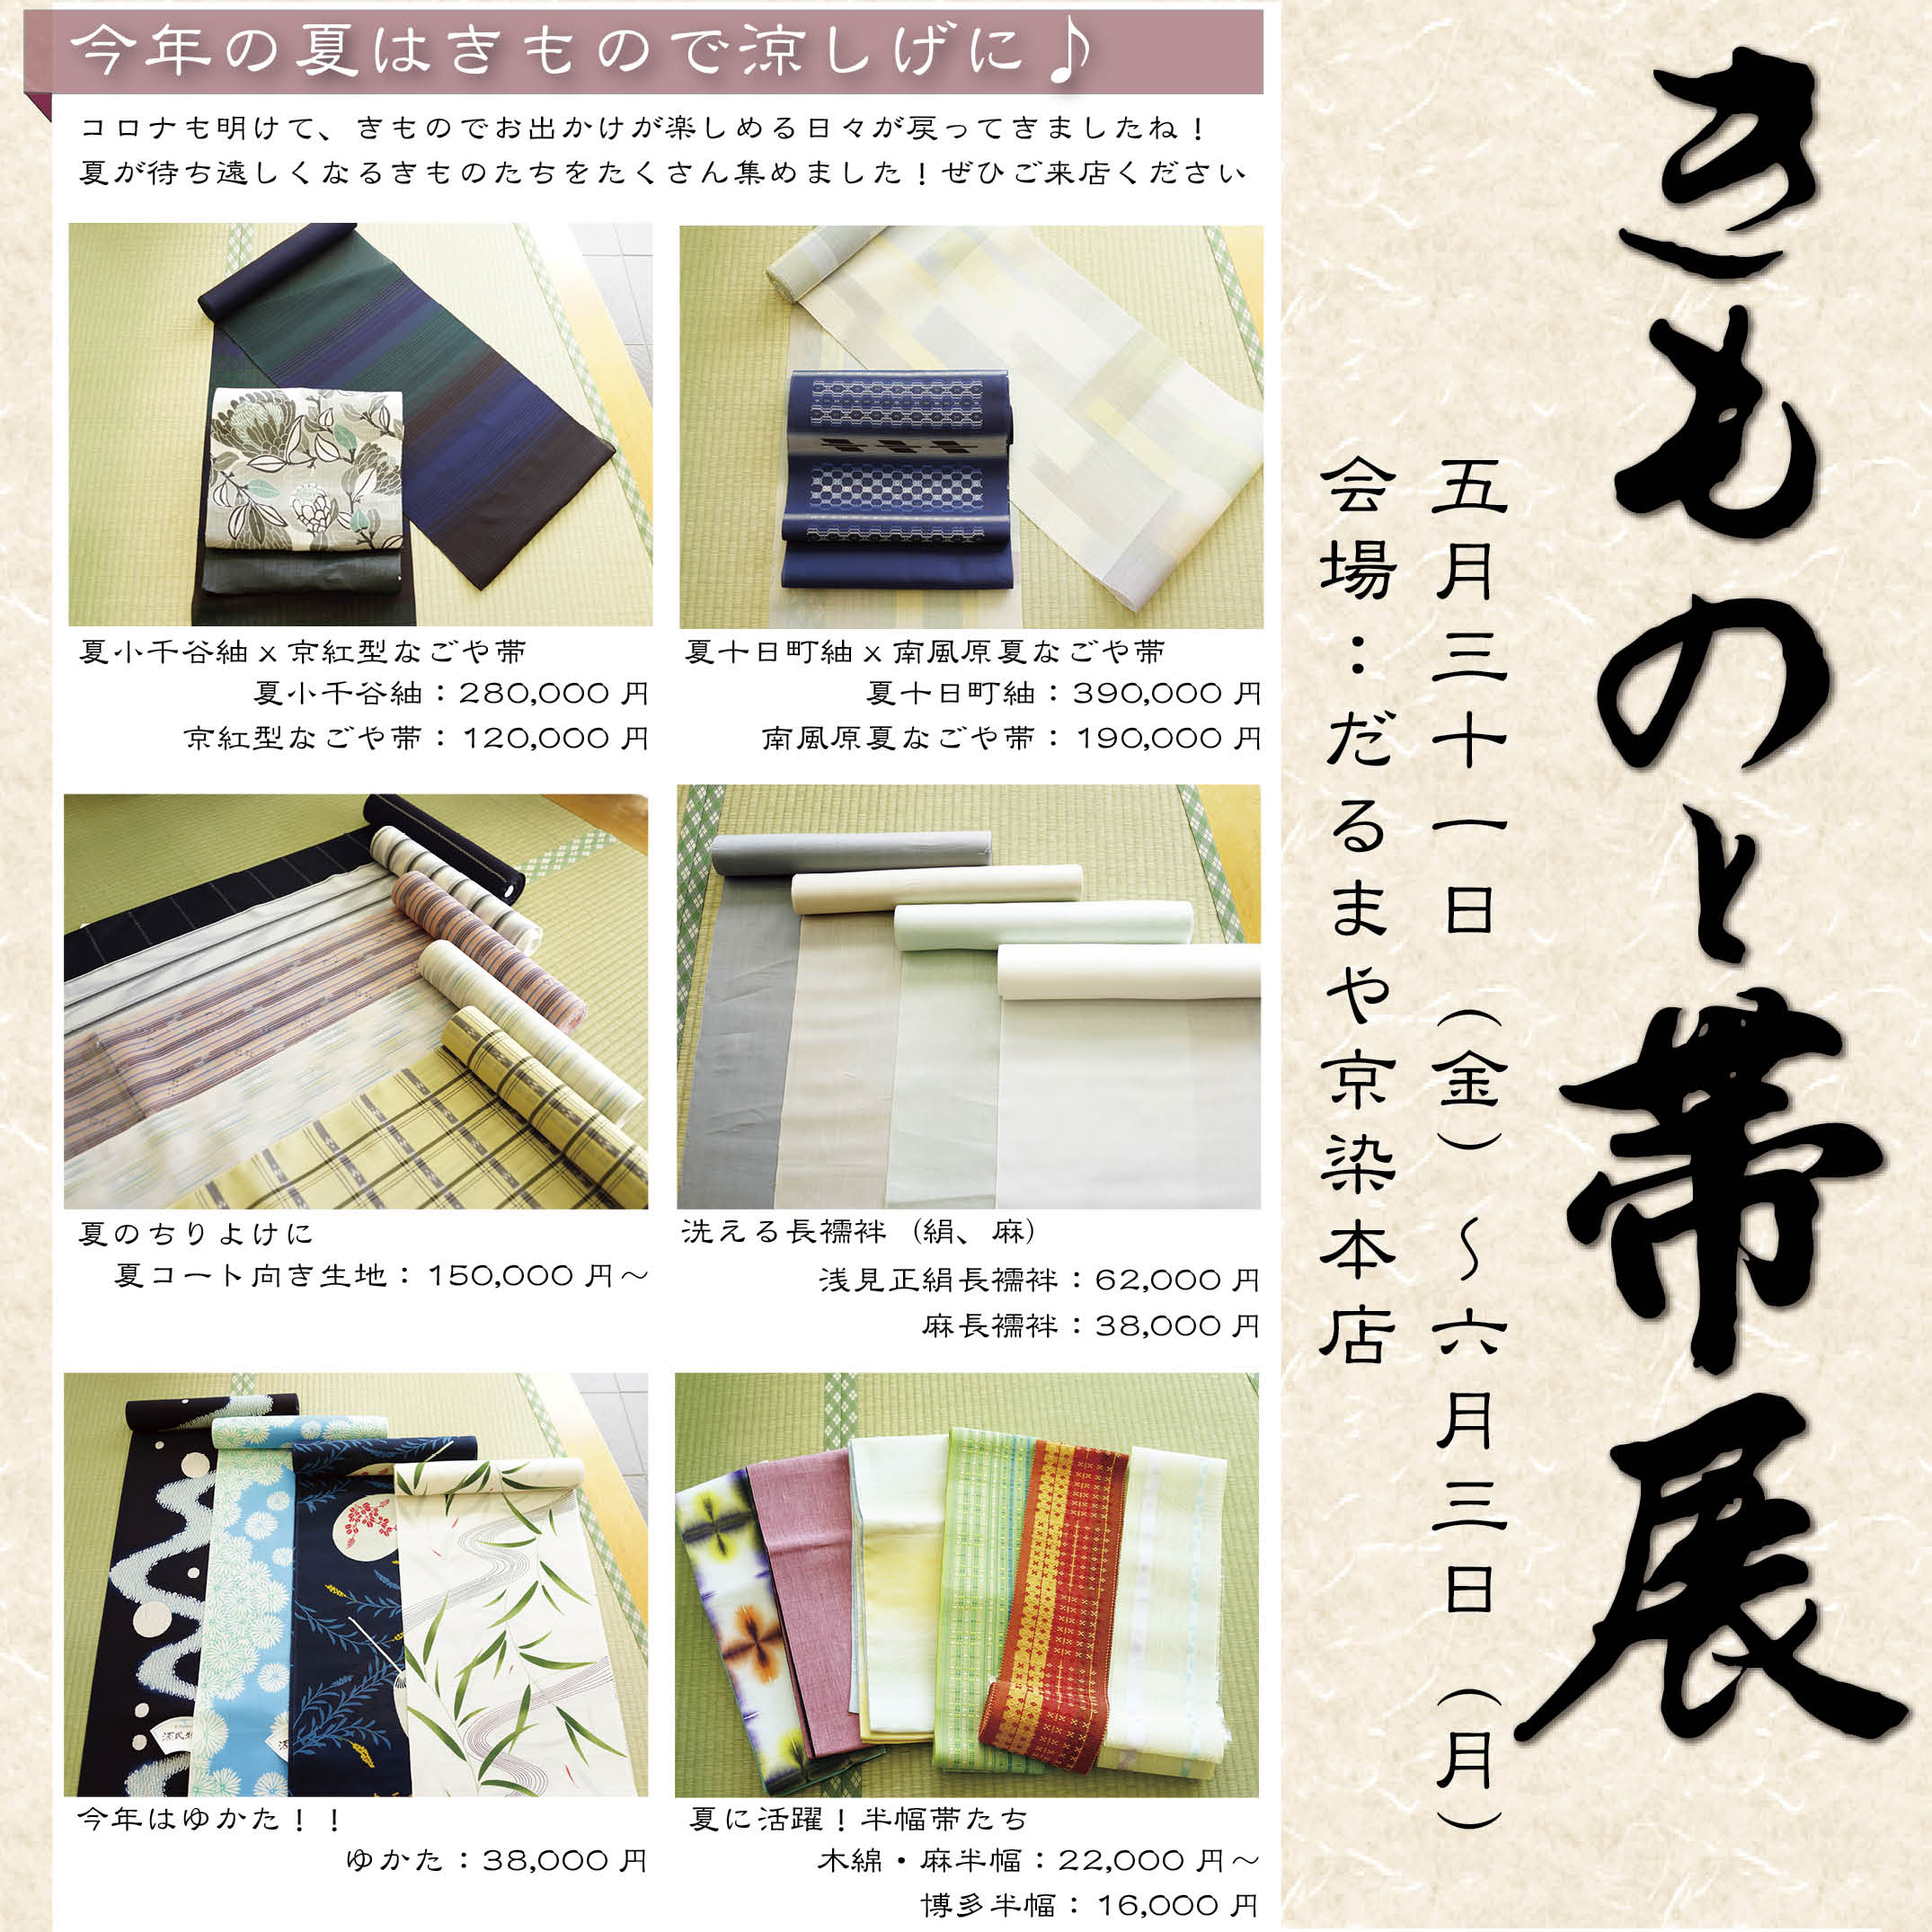 きものと帯展
五月三十一日（金）～六月三日（月）
会場：だるまや京染本店
今年の夏はきもので涼しげに♪
コロナも明けて、きものでお出かけが楽しめる日々が戻ってきましたね！
夏が待ち遠しくなるきものたちをたくさん集めました！ぜひご来店ください
夏小千谷紬x京紅型なごや帯
夏小千谷紬：280,000円
京紅型なごや帯：120,000円
夏十日町紬x南風原夏なごや帯
夏十日町紬：390,000円
南風原夏なごや帯：190,000円
夏のちりよけに
夏コート向き生地：150,000円～
洗える長襦袢（絹、麻）
浅見正絹長襦袢：62,000円
麻長襦袢：38,000円
今年はゆかた！！
ゆかた：38,000円
夏に活躍！半幅帯たち
木綿・麻半幅：22,000円～
博多半幅：16,000円